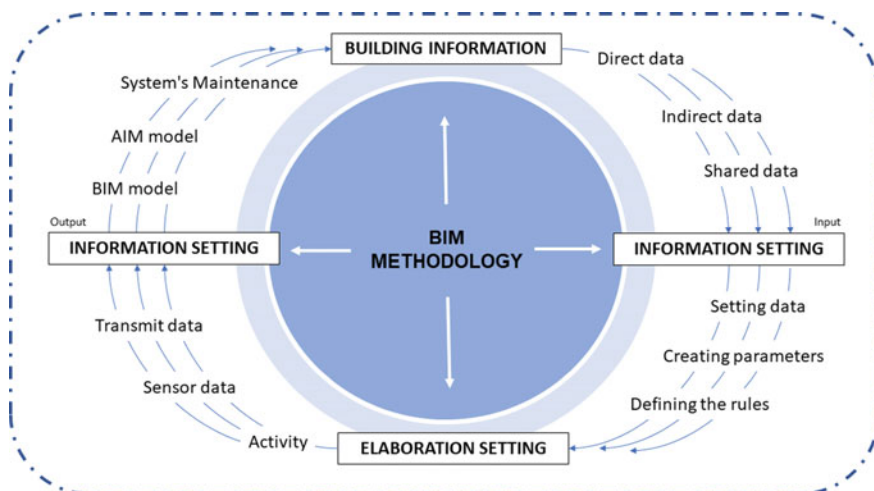 BUILDING INFORMATION
Direct data
System's Maintenance
Indirect data
AIM model
Shared data
BIM model
Output
Input
INFORMATION SETTING
BIM
METHODOLOGY
INFORMATION SETTING
Setting data
Transmit data
Creating parameters
Sensor data
Defining the rules
Activity
ELABORATION SETTING